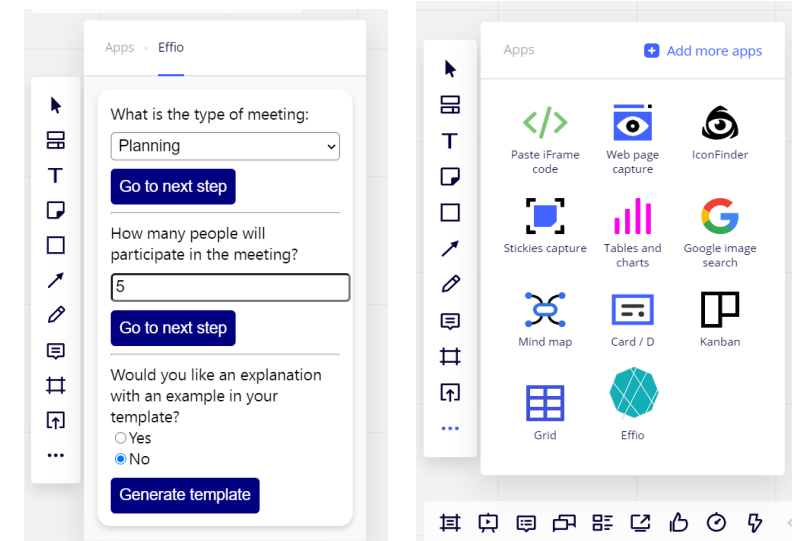 Apps › Effio
What is the type of meeting:
Planning
Go to next step
How many people will
participate in the meeting?
5
Go to next step
Would you like an explanation
with an example in your
template?
Yes
No
Generate template
T
Apps
Add more apps
Paste iFrame
code
Web page
capture
IconFinder
Stickies capture
Tables and
charts
Google image
search
Mind map
Card / D
Kanban
Grid
Effio
T